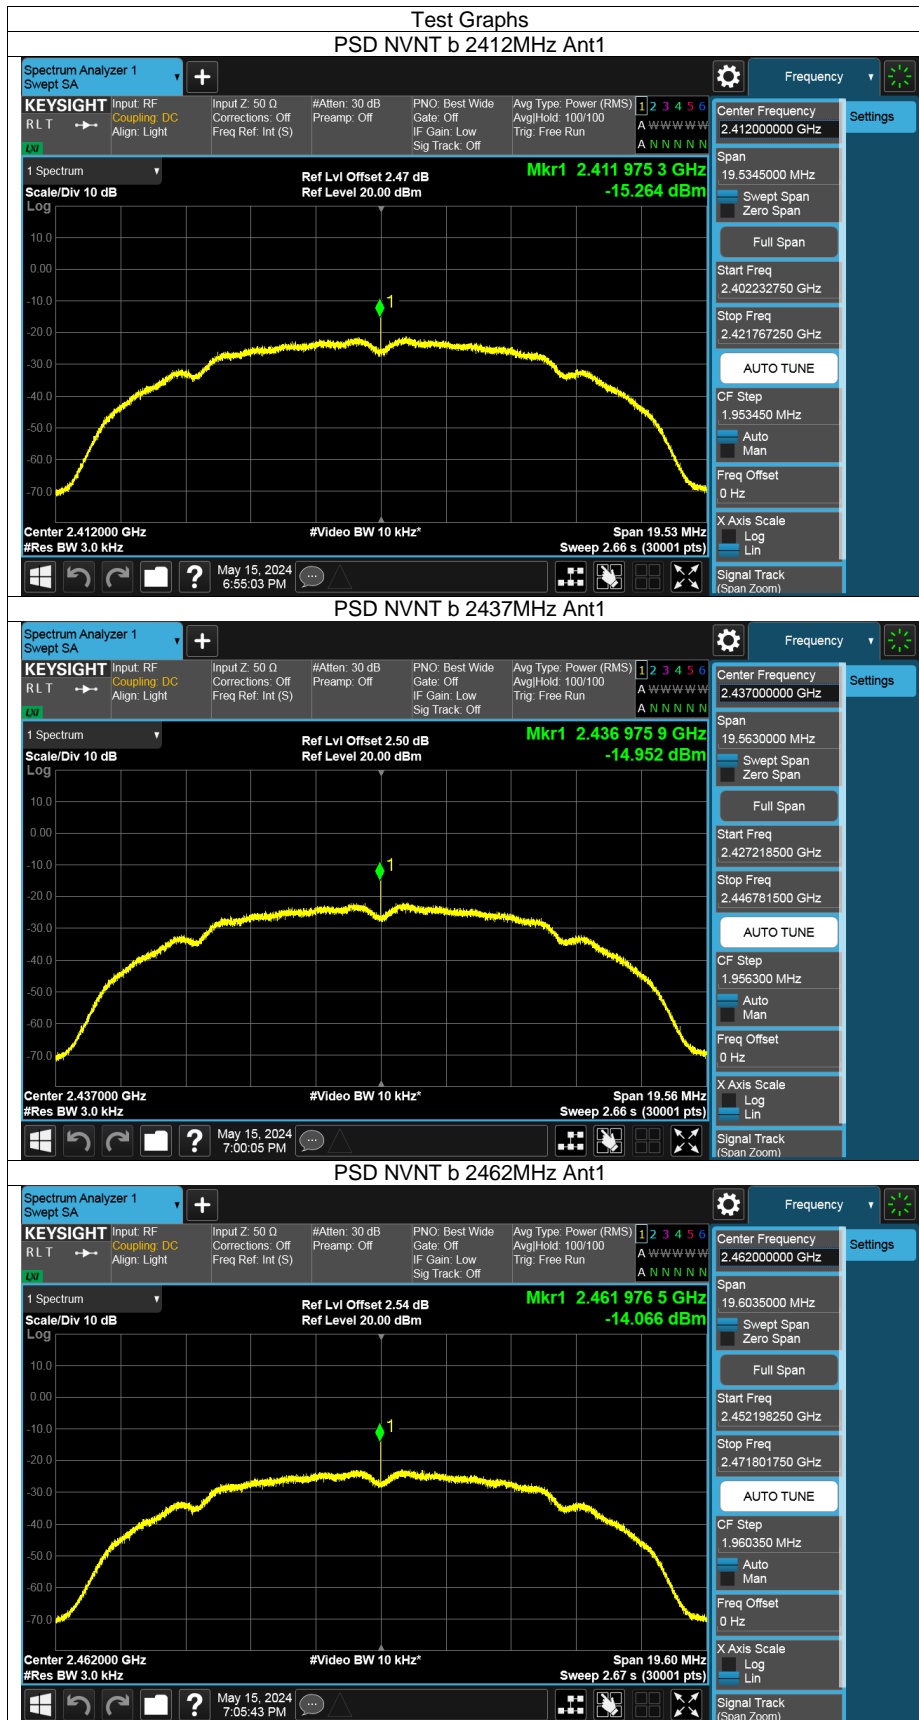 Test Graphs
PSD NVNT b 2412MHz Ant1
Spectrum Analyzer 1
Swept SA
+
Frequency
KEYSIGHT
RLT
LXI
Input: RF
Coupling: DC
Align: Light
Input Z: 50 Ω
Corrections: Off
Freq Ref: Int (S)
#Atten: 30 dB
Preamp: Off
PNO: Best Wide
Gate: Off
IF Gain: Low
Sig Track: Off
Avg Type: Power (RMS)
Avg|Hold: 100/100
Trig: Free Run
1 2 3 4 5 6
A W W W W W
A N N N N N
Center Frequency
2.412000000 GHz
Settings
1 Spectrum
Scale/Div 10 dB
Log
Ref Lvl Offset 2.47 dB
Ref Level 20.00 dBm
Mkr1 2.411 975 3 GHz
-15.264 dBm
10.0
0.00
-10.0
-20.0
-30.0
-40.0
-50.0
-60.0
-70.0
1
Center 2.412000 GHz
#Res BW 3.0 kHz
#Video BW 10 kHz*
Span 19.53 MHz
Sweep 2.66 s (30001 pts)
Span
19.5345000 MHz
Swept Span
Zero Span
Full Span
Start Freq
2.402232750 GHz
Stop Freq
2.421767250 GHz
AUTO TUNE
CF Step
1.953450 MHz
Auto
Man
Freq Offset
0 Hz
X Axis Scale
Log
Lin
Signal Track
(Span Zoom)
?
May 15, 2024
6:55:03 PM
PSD NVNT b 2437MHz Ant1
Spectrum Analyzer 1
Swept SA
+
Frequency
KEYSIGHT
RLT
LXI
Input: RF
Coupling: DC
Align: Light
Input Z: 50 Ω
Corrections: Off
Freq Ref: Int (S)
#Atten: 30 dB
Preamp: Off
PNO: Best Wide
Gate: Off
IF Gain: Low
Sig Track: Off
Avg Type: Power (RMS)
Avg|Hold: 100/100
Trig: Free Run
1 2 3 4 5 6
A W W W W W
A N N N N N
Center Frequency
2.437000000 GHz
Settings
1 Spectrum
Scale/Div 10 dB
Log
Ref Lvl Offset 2.50 dB
Ref Level 20.00 dBm
Mkr1 2.436 975 9 GHz
-14.952 dBm
10.0
0.00
-10.0
-20.0
-30.0
-40.0
-50.0
-60.0
-70.0
1
Center 2.437000 GHz
#Res BW 3.0 kHz
#Video BW 10 kHz*
Span 19.56 MHz
Sweep 2.66 s (30001 pts)
Span
19.5630000 MHz
Swept Span
Zero Span
Full Span
Start Freq
2.427218500 GHz
Stop Freq
2.446781500 GHz
AUTO TUNE
CF Step
1.956300 MHz
Auto
Man
Freq Offset
0 Hz
X Axis Scale
Log
Lin
Signal Track
(Span Zoom)
?
May 15, 2024
7:00:05 PM
PSD NVNT b 2462MHz Ant1
Spectrum Analyzer 1
Swept SA
+
Frequency
KEYSIGHT
RLT
LXI
Input: RF
Coupling: DC
Align: Light
Input Z: 50 Ω
Corrections: Off
Freq Ref: Int (S)
#Atten: 30 dB
Preamp: Off
PNO: Best Wide
Gate: Off
IF Gain: Low
Sig Track: Off
Avg Type: Power (RMS)
Avg|Hold: 100/100
Trig: Free Run
1 2 3 4 5 6
A W W W W W
A N N N N N
Center Frequency
2.462000000 GHz
Settings
1 Spectrum
Scale/Div 10 dB
Log
Ref Lvl Offset 2.54 dB
Ref Level 20.00 dBm
Mkr1 2.461 976 5 GHz
-14.066 dBm
10.0
0.00
-10.0
-20.0
-30.0
-40.0
-50.0
-60.0
-70.0
1
Center 2.462000 GHz
#Res BW 3.0 kHz
#Video BW 10 kHz*
Span 19.60 MHz
Sweep 2.67 s (30001 pts)
Span
19.6035000 MHz
Swept Span
Zero Span
Full Span
Start Freq
2.452198250 GHz
Stop Freq
2.471801750 GHz
AUTO TUNE
CF Step
1.960350 MHz
Auto
Man
Freq Offset
0 Hz
X Axis Scale
Log
Lin
Signal Track
(Span Zoom)
?
May 15, 2024
7:05:43 PM